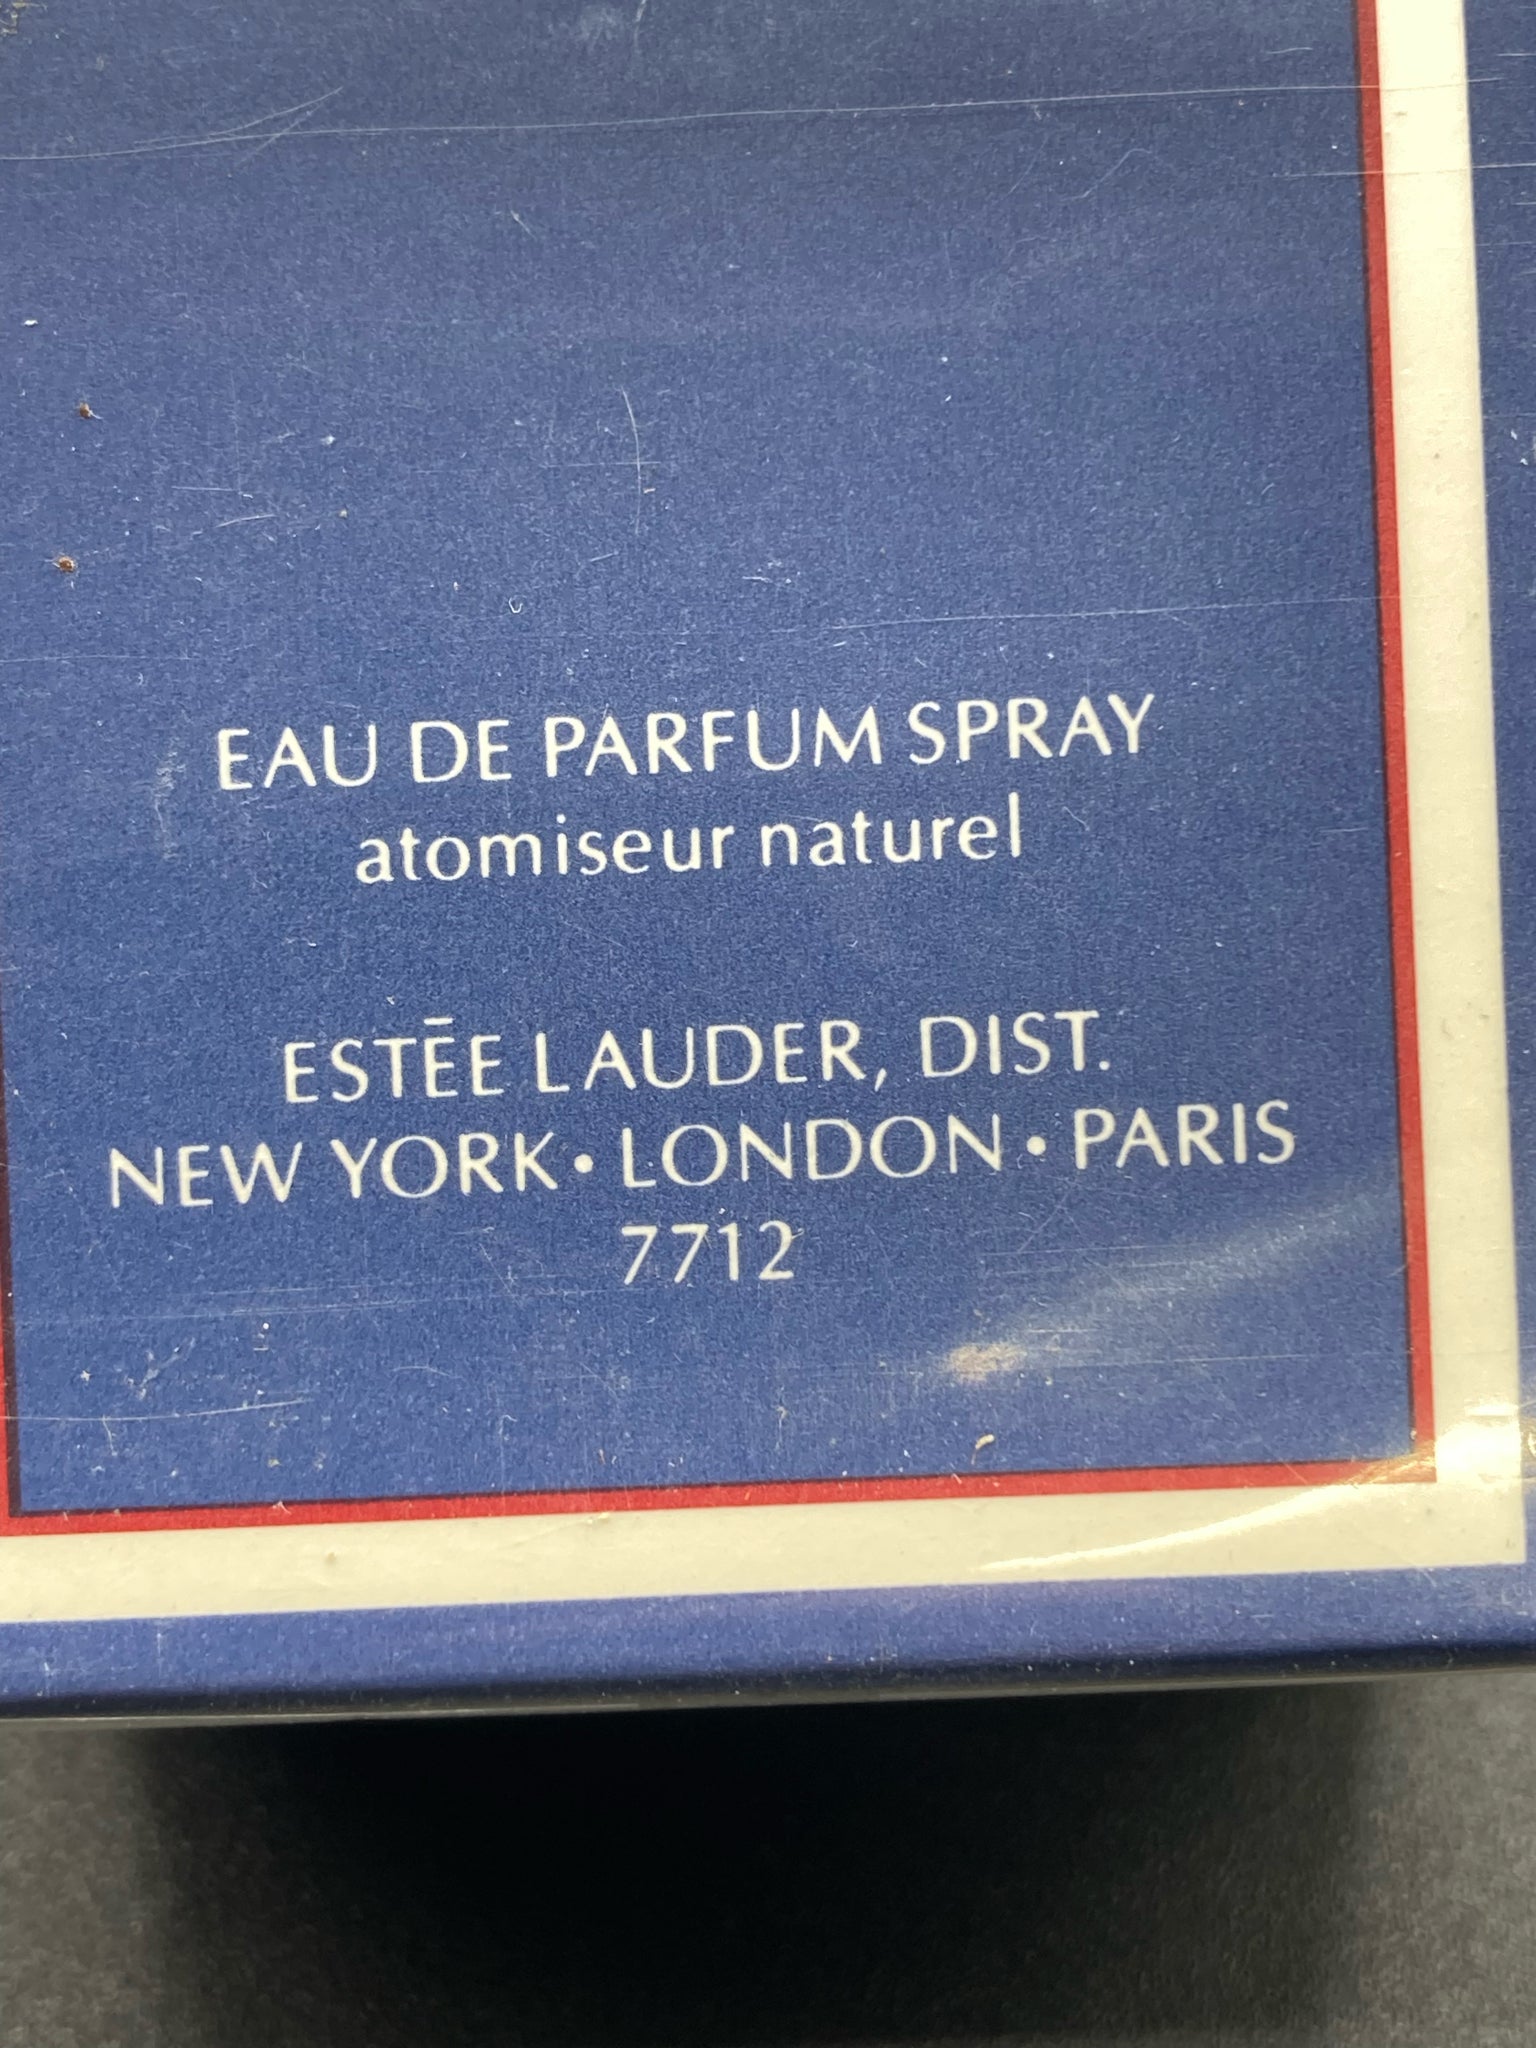 EAU DE PARFUM SPRAY
atomiseur naturel
ESTĒE LAUDER, DIST.
NEW YORK • LONDON • PARIS
7712